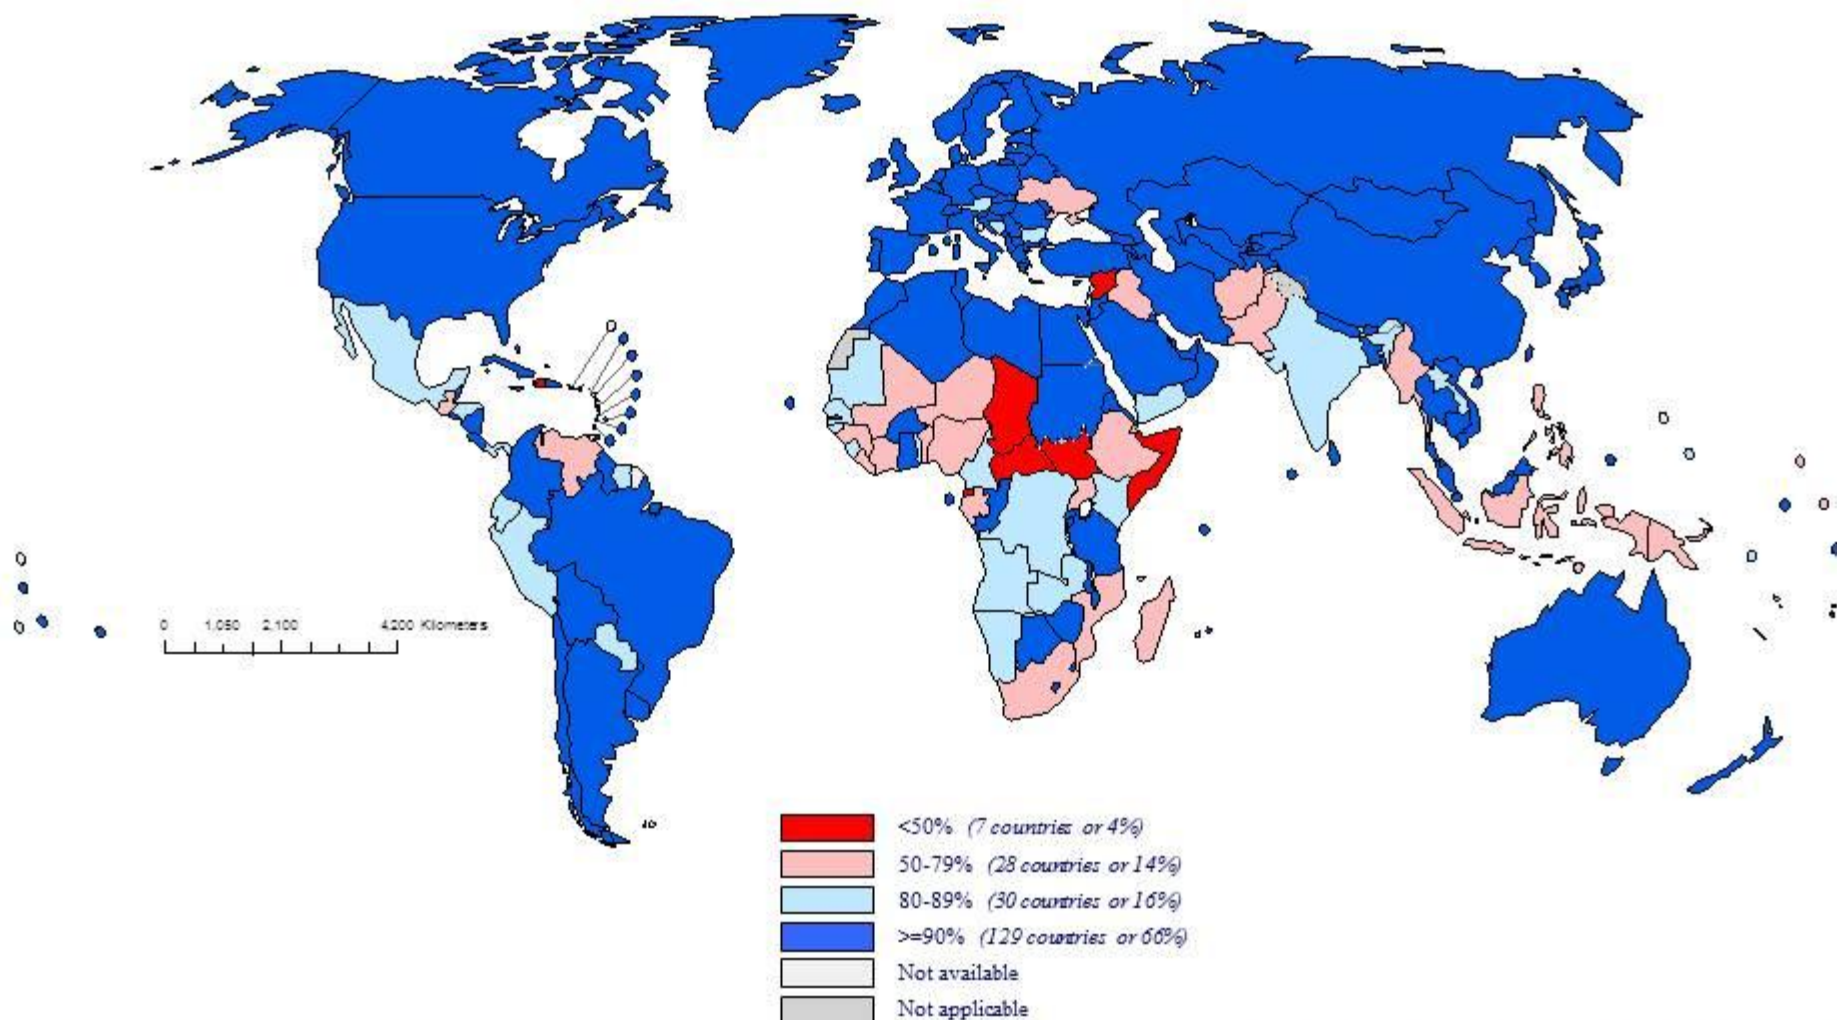 0 1,050 2,100 4,200 Kilometers
<50% (7 countries or 4%)
50-79% (28 countries or 14%)
80-89% (30 countries or 16%)
>=90% (129 countries or 66%)
Not available
Not applicable